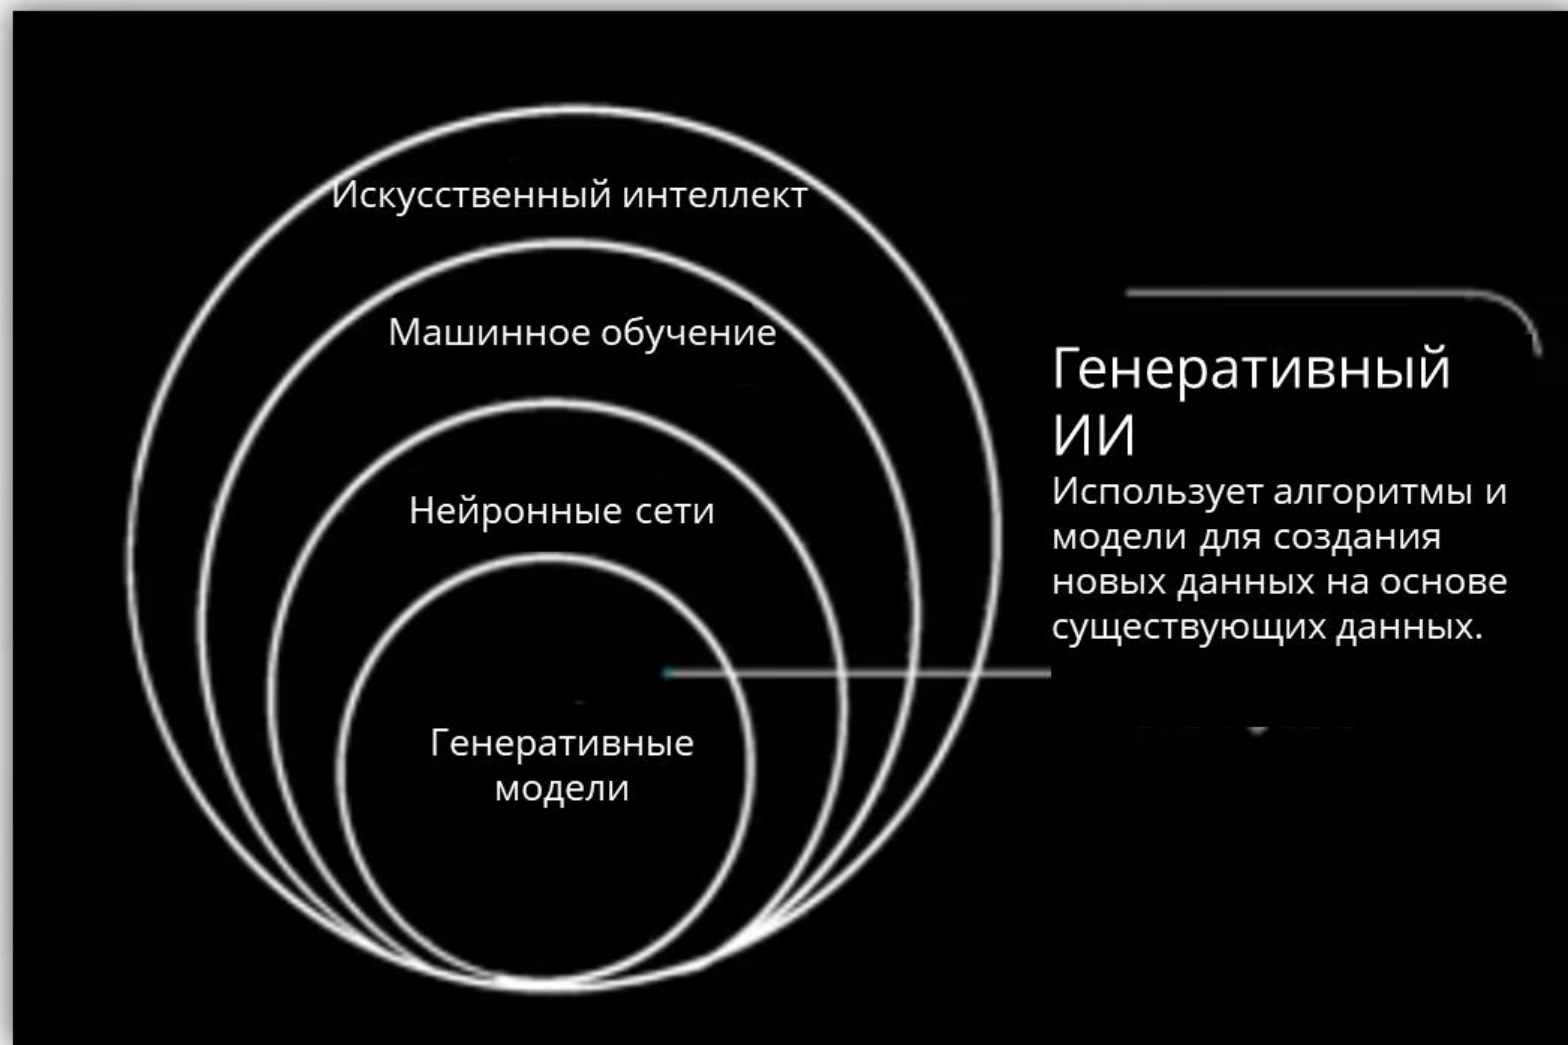 Искусственный интеллект
Машинное обучение
Нейронные сети
Генеративные
модели
Генеративный
ИИ
Использует алгоритмы и
модели для создания
новых данных на основе
существующих данных.